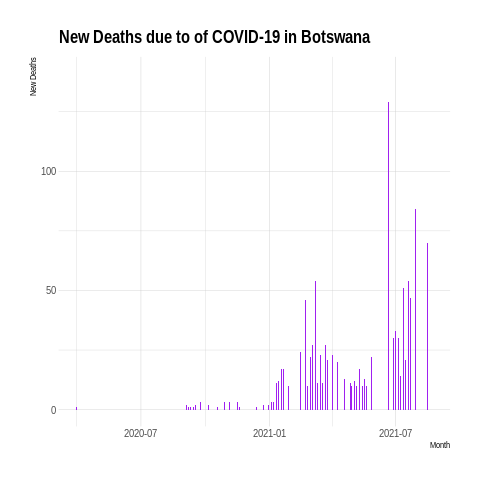 New Deaths due to of COVID-19 in Botswana
New Deaths
100
50
0
2020-07
2021-01
2021-07
Month